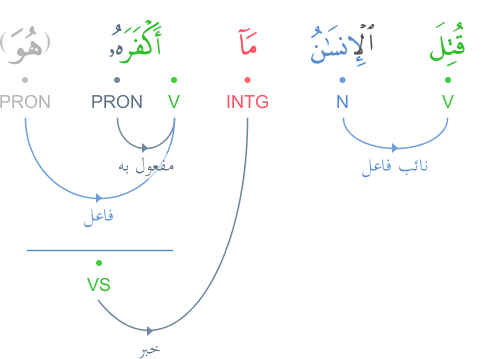 قُتِلَ ٱلْإِنسَٰنُ مَآ أَكْفَرَهُۥ (هُوَ)
V N INTG V PRON PRON
نائب فاعل
مفعول به
فاعل
VS
خبر